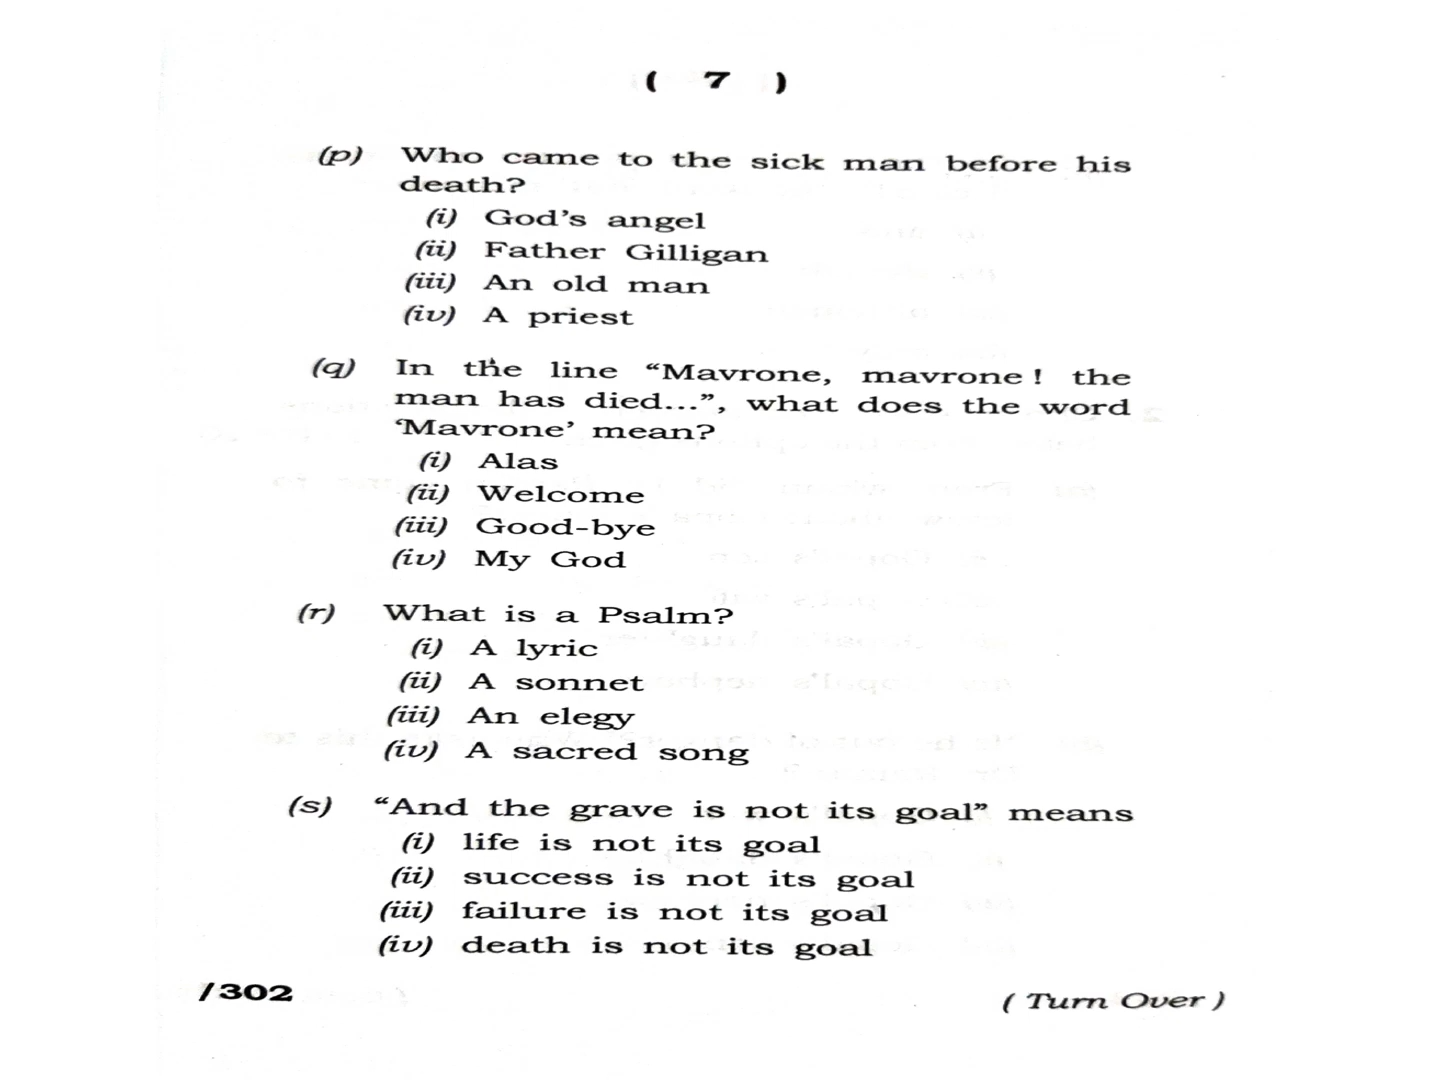 ( 7 )
(p) Who came to the sick man before his
death?
(i) God's angel
(ii) Father Gilligan
(iii) An old man
(iv) A priest
(q) In the line “Mavrone, mavrone ! the
man has died...”, what does the word
‘Mavrone’ mean?
(i) Alas
(ii) Welcome
(iii) Good-bye
(iv) My God
(r) What is a Psalm?
(i) A lyric
(ii) A sonnet
(iii) An elegy
(iv) A sacred song
(s) “And the grave is not its goal” means
(i) life is not its goal
(ii) success is not its goal
(iii) failure is not its goal
(iv) death is not its goal
/302
( Turn Over )